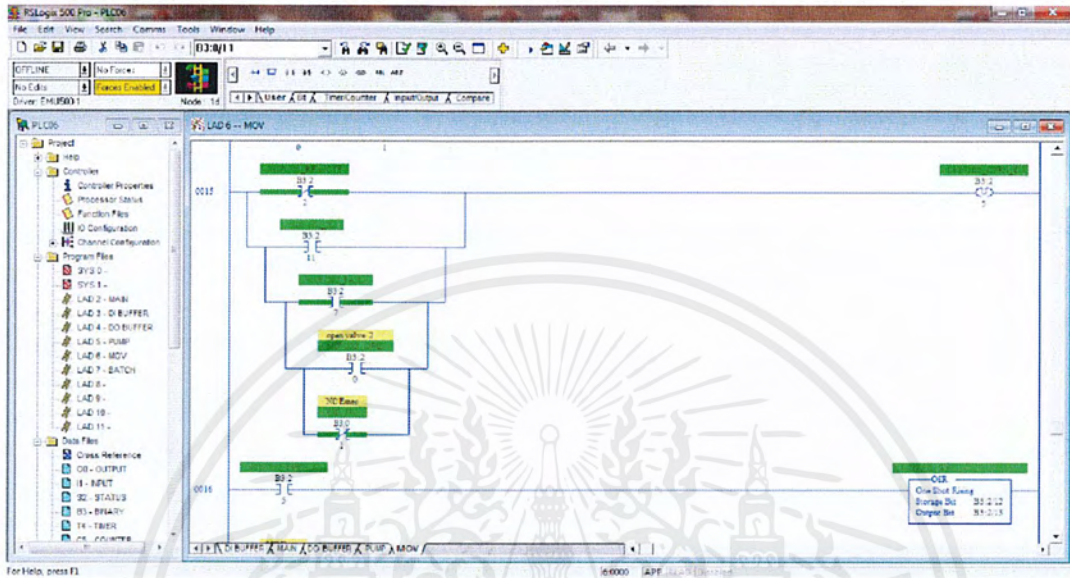 RSLogix 500 Pro - PLC06
File Edit View Search Comms Tools Window Help
B3:0/11
OFFLINE No Forces
No Edits Forces Enabled
Driver: EMU500-1 Node: 1d
User Bit Timer/Counter Input/Output Compare
PLC06
Project
Help
Controller
Controller Properties
Processor Status
Function Files
IO Configuration
Channel Configuration
Program Files
SYS 0 -
SYS 1 -
LAD 2 - MAIN
LAD 3 - DI BUFFER
LAD 4 - DO BUFFER
LAD 5 - PUMP
LAD 6 - MOV
LAD 7 - BATCH
LAD 8 -
LAD 9 -
LAD 10 -
LAD 11 -
Data Files
Cross Reference
O0 - OUTPUT
I1 - INPUT
S2 - STATUS
B3 - BINARY
T4 - TIMER
C5 - COUNTER
LAD 6 -- MOV
0 1
0015
B3:2
B3:2
5
B3:2
11
B3:2
7
open valve 2
B3:2
0
B3:0
0016
B3:2
5
OSR
One Shot Rising
Storage Bit B3:2/12
Output Bit B3:2/13
DI BUFFER MAIN DO BUFFER PUMP MOV
For Help, press F1
6:0000 APP